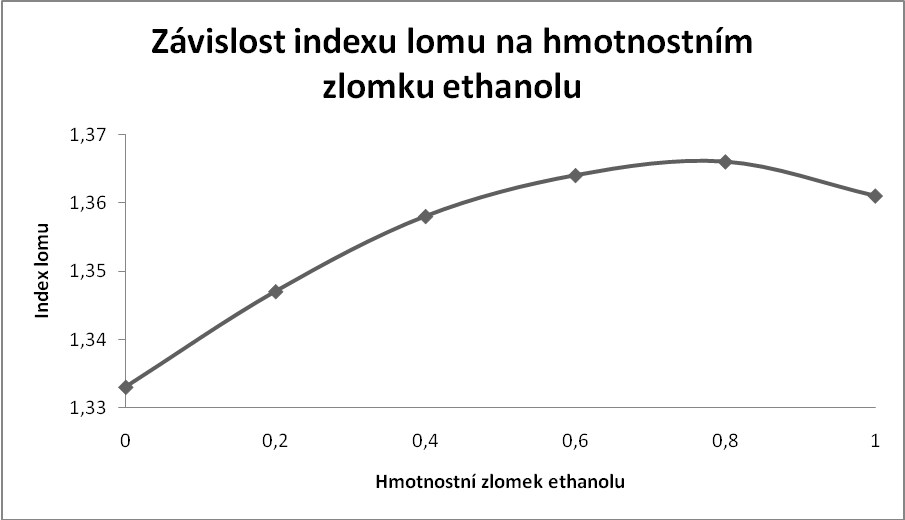 Závislost indexu lomu na hmotnostním
zlomku ethanolu
1,37
1,36
1,35
1,34
1,33
Index lomu
0 0,2 0,4 0,6 0,8 1
Hmotnostní zlomek ethanolu